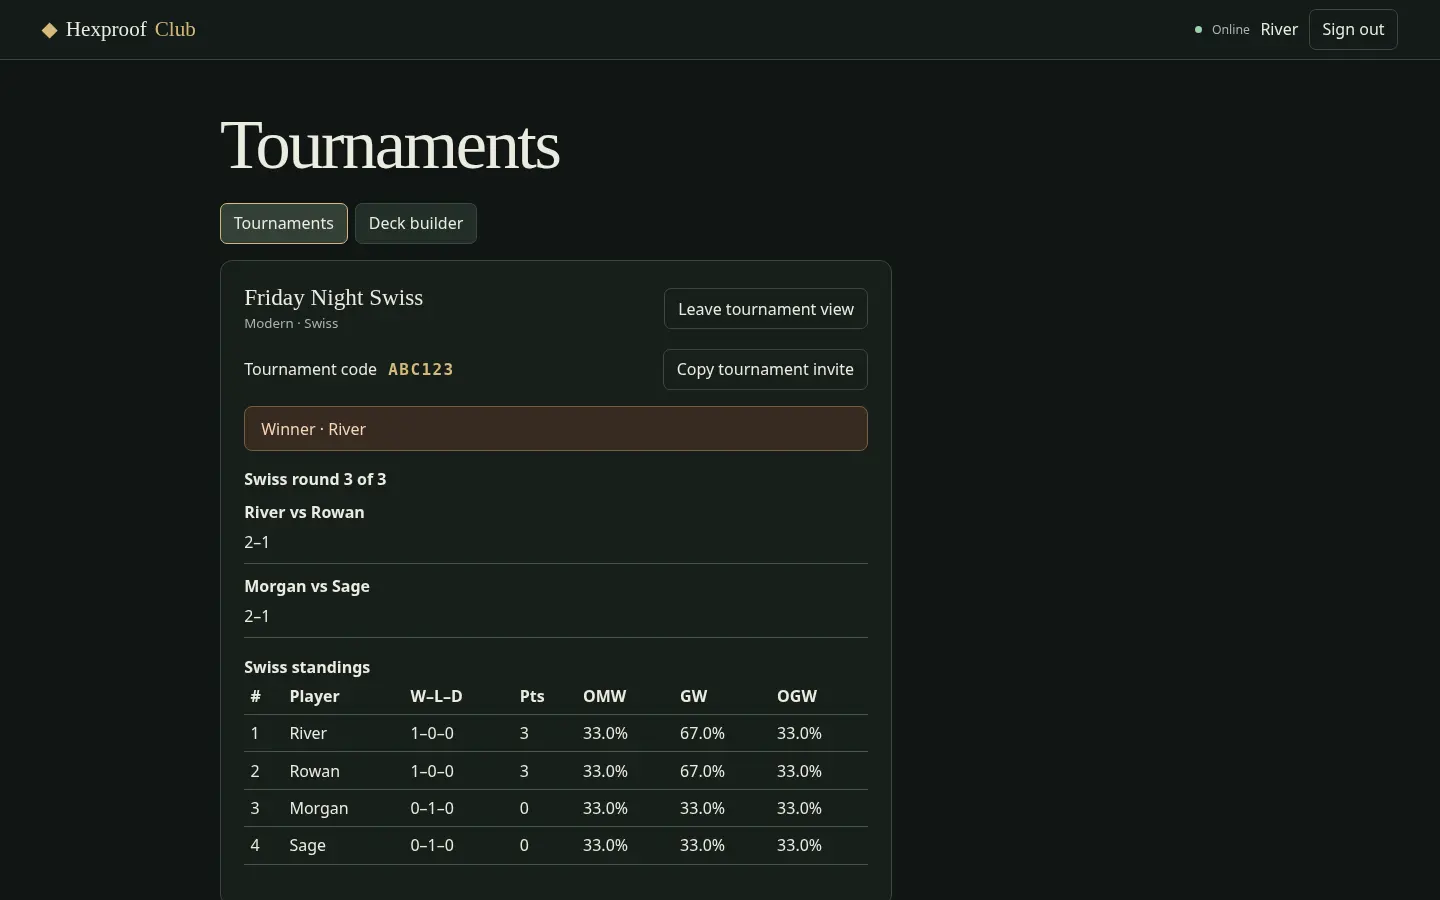 ◆ Hexproof Club
Online River Sign out
Tournaments
Tournaments Deck builder
Friday Night Swiss
Modern · Swiss
Leave tournament view
Tournament code ABC123
Copy tournament invite
Winner · River
Swiss round 3 of 3
River vs Rowan
2–1
Morgan vs Sage
2–1
Swiss standings
# Player W–L–D Pts OMW GW OGW
1 River 1–0–0 3 33.0% 67.0% 33.0%
2 Rowan 1–0–0 3 33.0% 67.0% 33.0%
3 Morgan 0–1–0 0 33.0% 33.0% 33.0%
4 Sage 0–1–0 0 33.0% 33.0% 33.0%